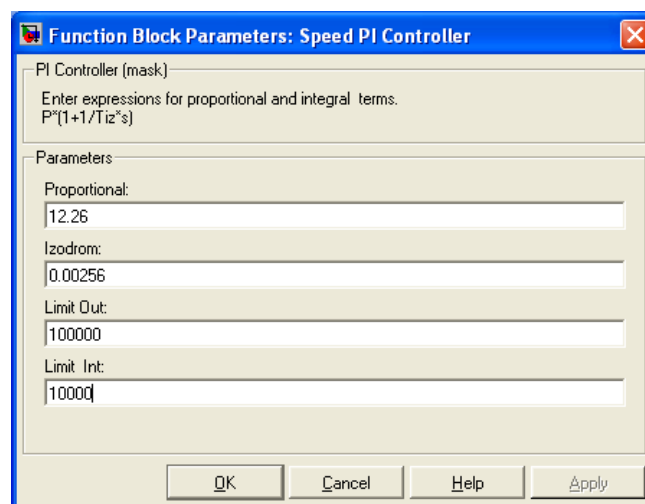 Function Block Parameters: Speed PI Controller
PI Controller (mask)
Enter expressions for proportional and integral terms.
P*(1+1/Tiz*s)
Parameters
Proportional:
12.26
Izodrom:
0.00256
Limit Out:
100000
Limit Int:
10000
OK Cancel Help Apply